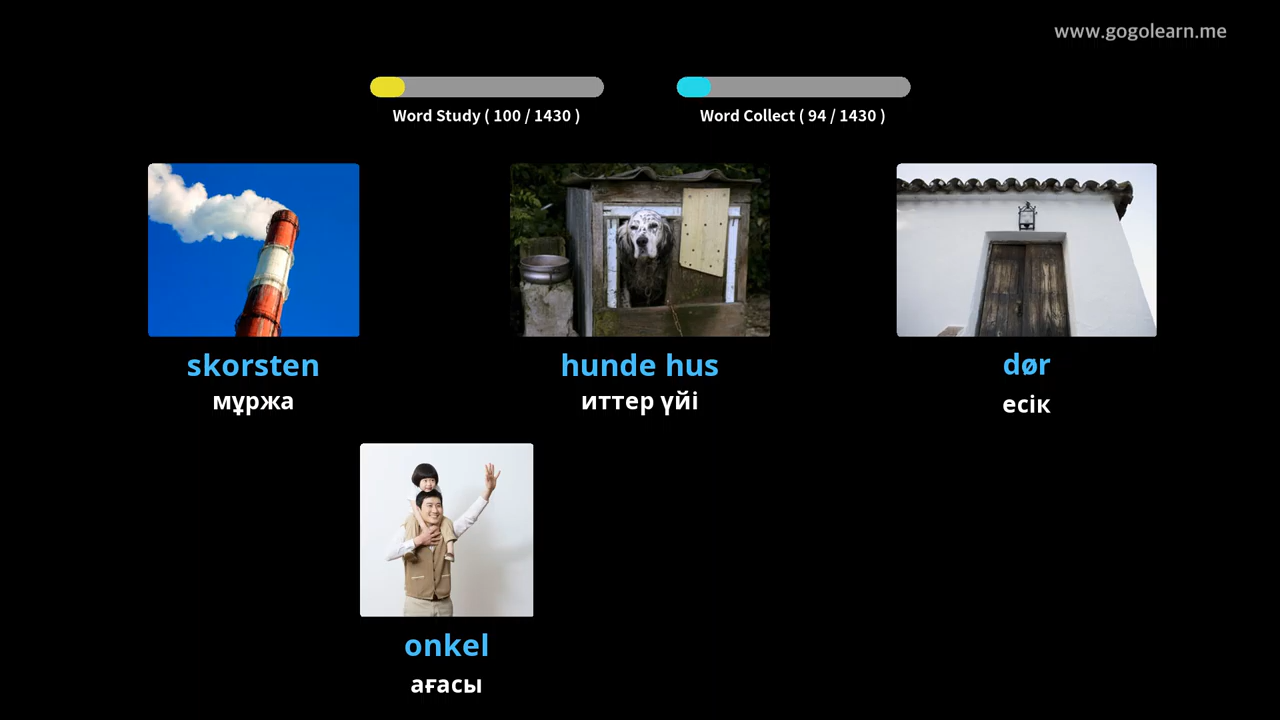 www.gogolearn.me
Word Study ( 100 / 1430 )
Word Collect ( 94 / 1430 )
skorsten
мұржа
hunde hus
иттер үйі
dør
есік
onkel
ағасы